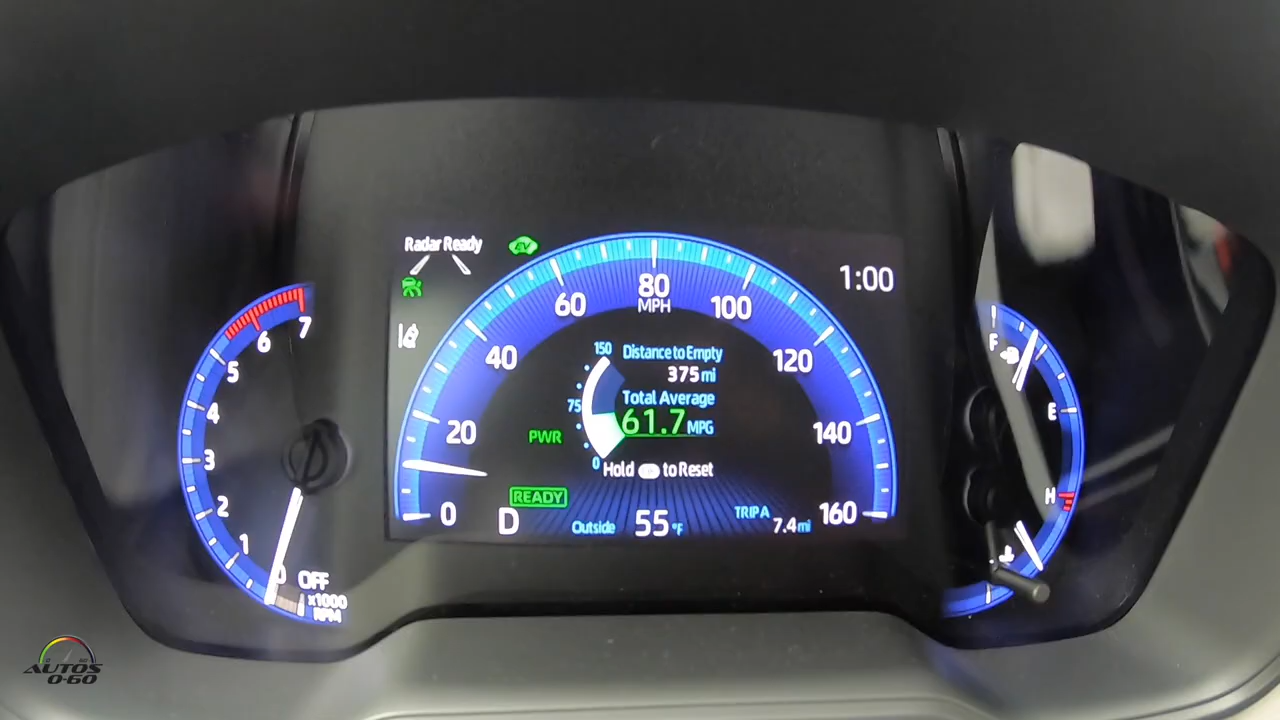 Radar Ready
EV
1:00
80
MPH
60
100
40
120
20
140
0
160
150
75
0
Distance to Empty
375 mi
Total Average
61.7 MPG
Hold to Reset
PWR
READY
D
Outside
55 °F
TRIP A
7.4 mi
7
6
5
4
3
2
1
0
OFF
x1000
RPM
F
E
H
AUTOS
0-60